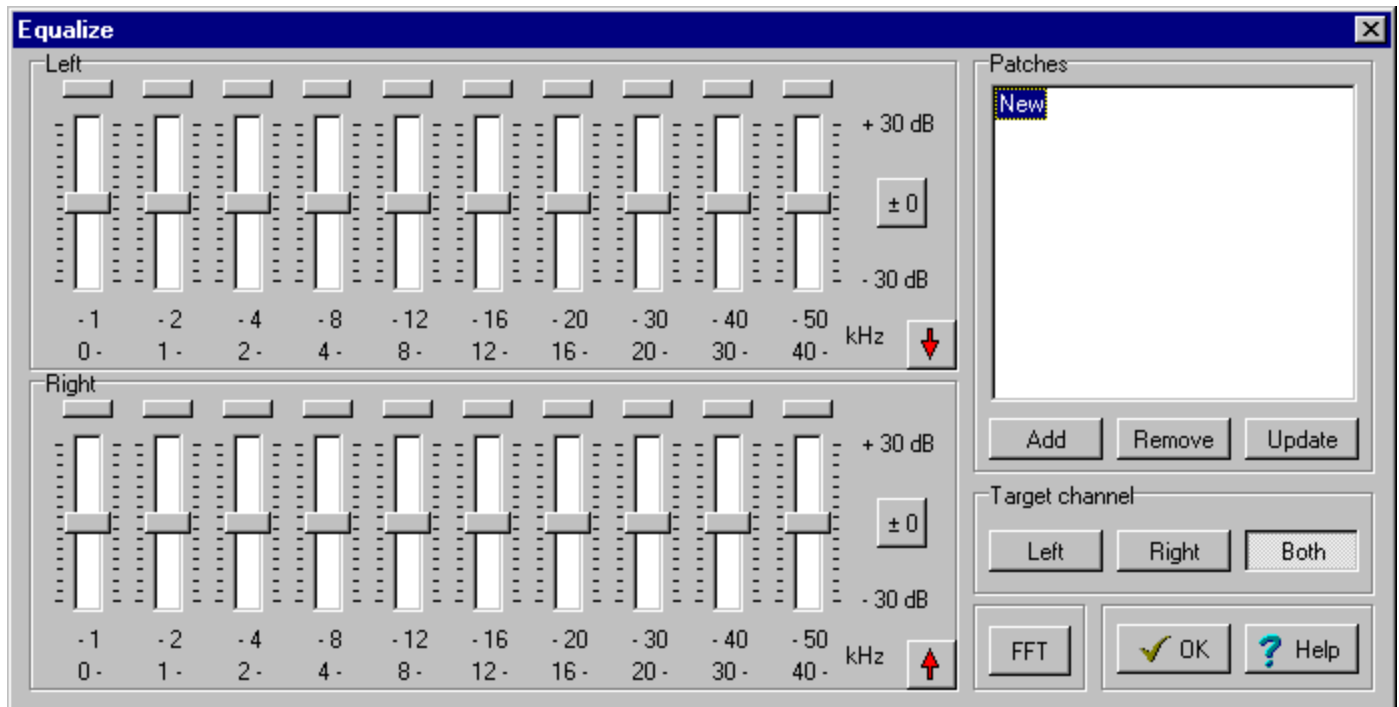 Equalize
Left
+ 30 dB
± 0
- 30 dB
- 1 - 2 - 4 - 8 - 12 - 16 - 20 - 30 - 40 - 50
kHz
0 - 1 - 2 - 4 - 8 - 12 - 16 - 20 - 30 - 40 -
Right
+ 30 dB
± 0
- 30 dB
- 1 - 2 - 4 - 8 - 12 - 16 - 20 - 30 - 40 - 50
kHz
0 - 1 - 2 - 4 - 8 - 12 - 16 - 20 - 30 - 40 -
Patches
New
Add Remove Update
Target channel
Left Right Both
FFT OK Help